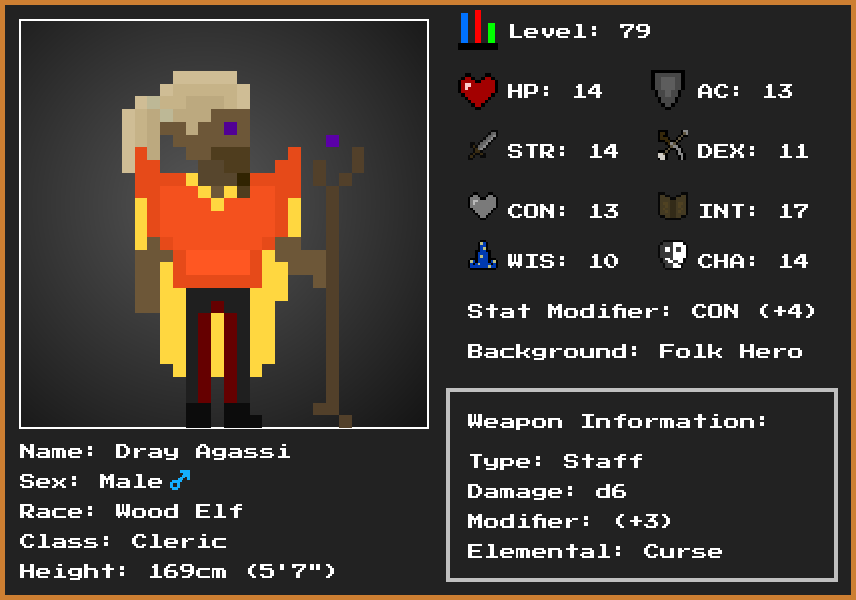 Level: 79
HP: 14
AC: 13
STR: 14
DEX: 11
CON: 13
INT: 17
WIS: 10
CHA: 14
Stat Modifier: CON (+4)
Background: Folk Hero
Weapon Information:
Type: Staff
Damage: d6
Modifier: (+3)
Elemental: Curse
Name: Dray Agassi
Sex: Male♂
Race: Wood Elf
Class: Cleric
Height: 169cm (5'7")